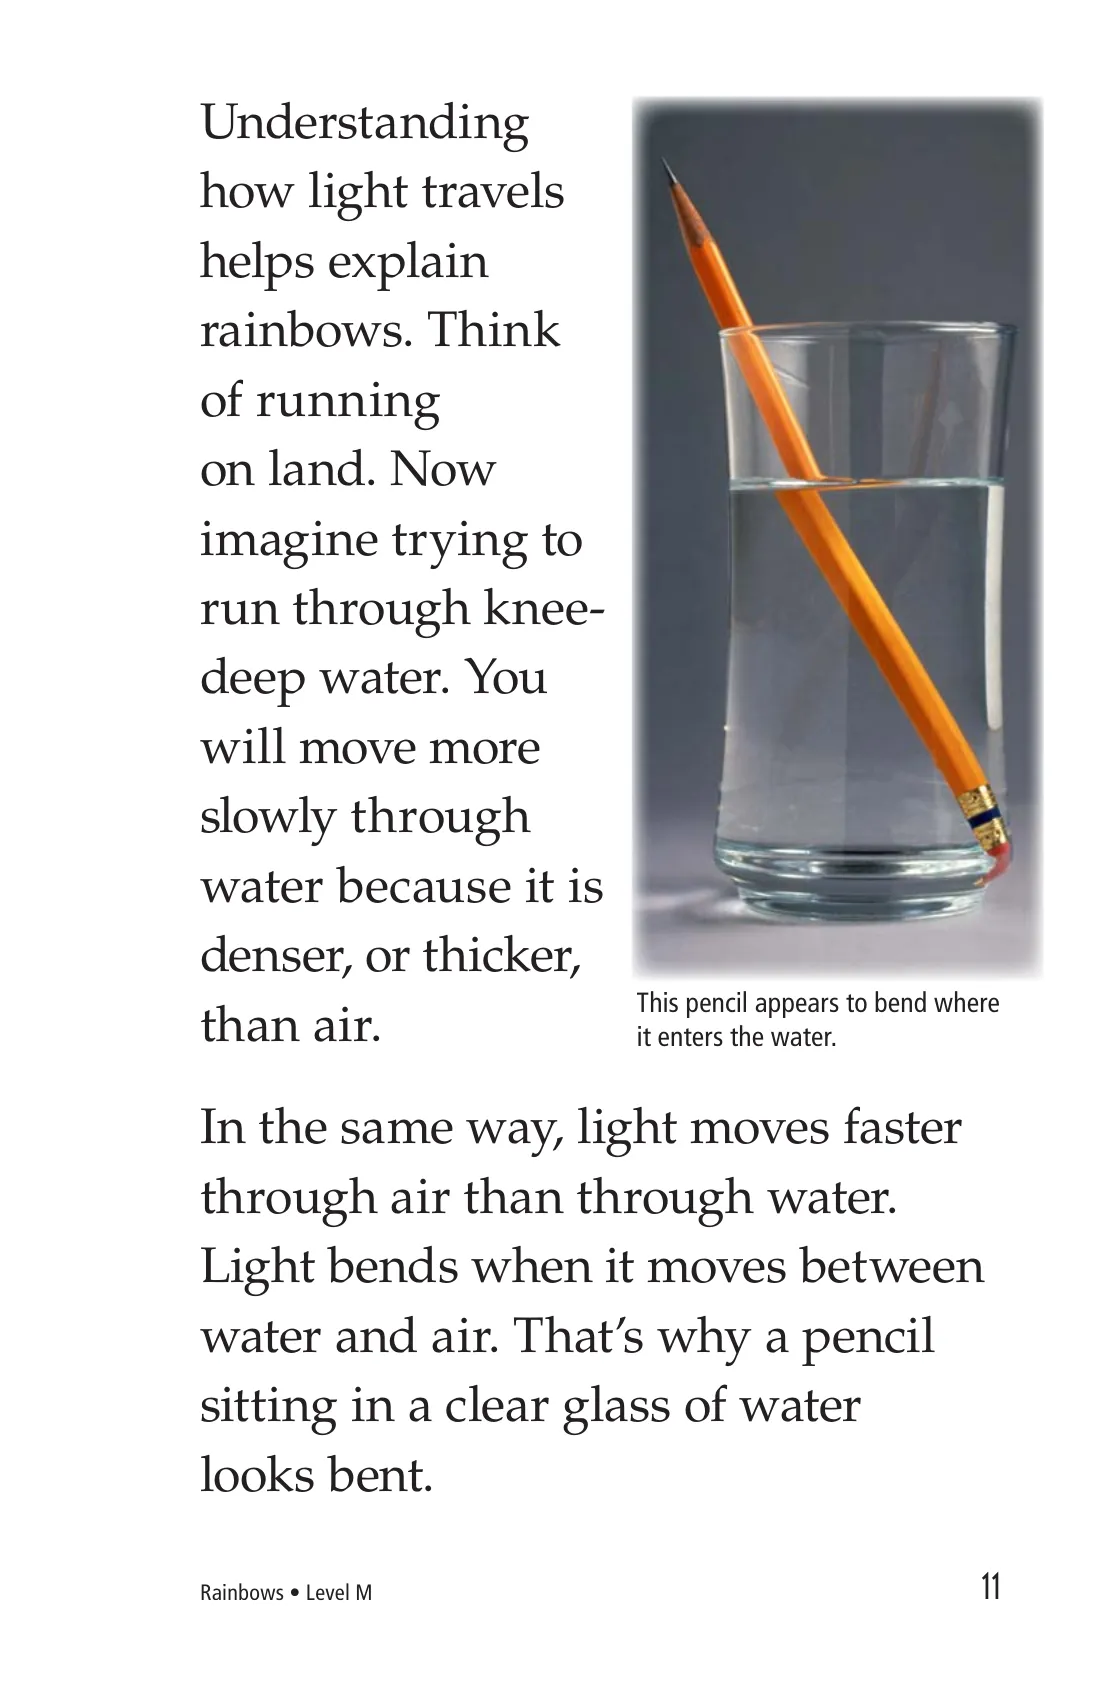 Understanding
how light travels
helps explain
rainbows. Think
of running
on land. Now
imagine trying to
run through knee-
deep water. You
will move more
slowly through
water because it is
denser, or thicker,
than air.
This pencil appears to bend where
it enters the water.
In the same way, light moves faster
through air than through water.
Light bends when it moves between
water and air. That’s why a pencil
sitting in a clear glass of water
looks bent.
Rainbows • Level M
11